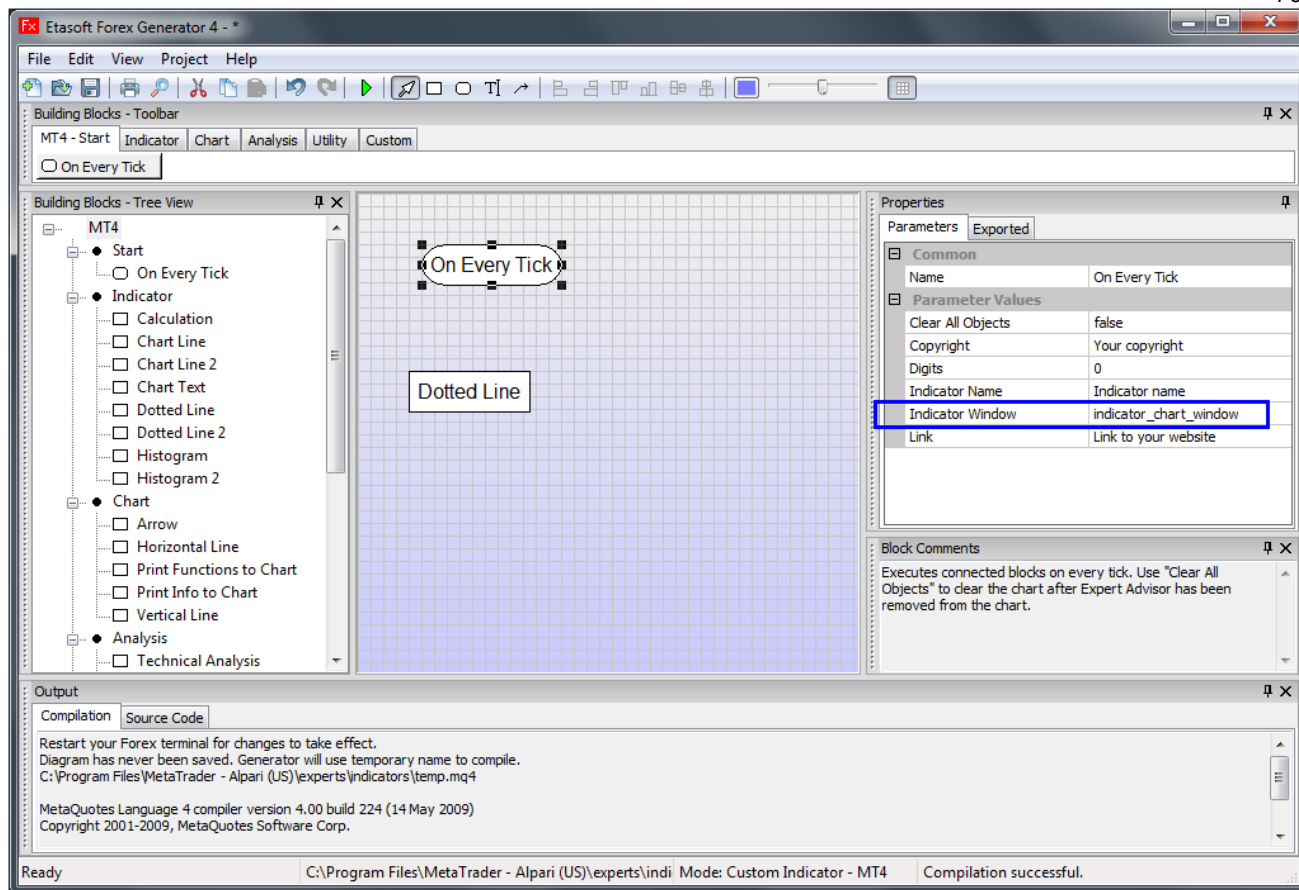 Etasoft Forex Generator 4 - *
File Edit View Project Help
Building Blocks - Toolbar
MT4 - Start Indicator Chart Analysis Utility Custom
On Every Tick
Building Blocks - Tree View
MT4
Start
On Every Tick
Indicator
Calculation
Chart Line
Chart Line 2
Chart Text
Dotted Line
Dotted Line 2
Histogram
Histogram 2
Chart
Arrow
Horizontal Line
Print Functions to Chart
Print Info to Chart
Vertical Line
Analysis
Technical Analysis
On Every Tick
Dotted Line
Properties
Parameters Exported
Common
Name On Every Tick
Parameter Values
Clear All Objects false
Copyright Your copyright
Digits 0
Indicator Name Indicator name
Indicator Window indicator_chart_window
Link Link to your website
Block Comments
Executes connected blocks on every tick. Use "Clear All
Objects" to clear the chart after Expert Advisor has been
removed from the chart.
Output
Compilation Source Code
Restart your Forex terminal for changes to take effect.
Diagram has never been saved. Generator will use temporary name to compile.
C:\Program Files\MetaTrader - Alpari (US)\experts\indicators\temp.mq4
MetaQuotes Language 4 compiler version 4.00 build 224 (14 May 2009)
Copyright 2001-2009, MetaQuotes Software Corp.
Ready C:\Program Files\MetaTrader - Alpari (US)\experts\indi Mode: Custom Indicator - MT4 Compilation successful.